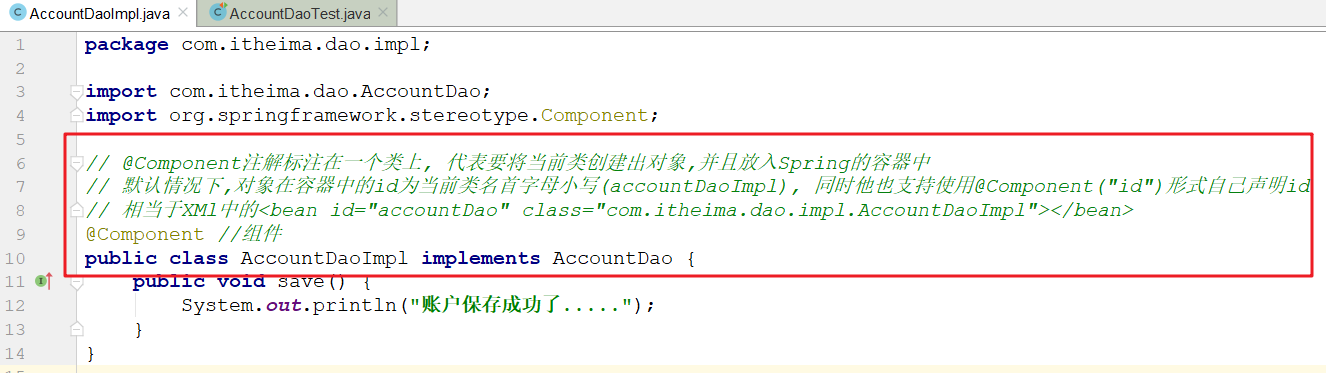 AccountDaoImpl.java AccountDaoTest.java
1 package com.itheima.dao.impl;
2
3 import com.itheima.dao.AccountDao;
4 import org.springframework.stereotype.Component;
5
6 // @Component注解标注在一个类上, 代表要将当前类创建出对象,并且放入Spring的容器中
7 // 默认情况下,对象在容器中的id为当前类名首字母小写(accountDaoImpl), 同时他也支持使用@Component("id")形式自己声明id
8 // 相当于XMl中的<bean id="accountDao" class="com.itheima.dao.impl.AccountDaoImpl"></bean>
9 @Component //组件
10 public class AccountDaoImpl implements AccountDao {
11 public void save() {
12 System.out.println("账户保存成功了.....");
13 }
14 }